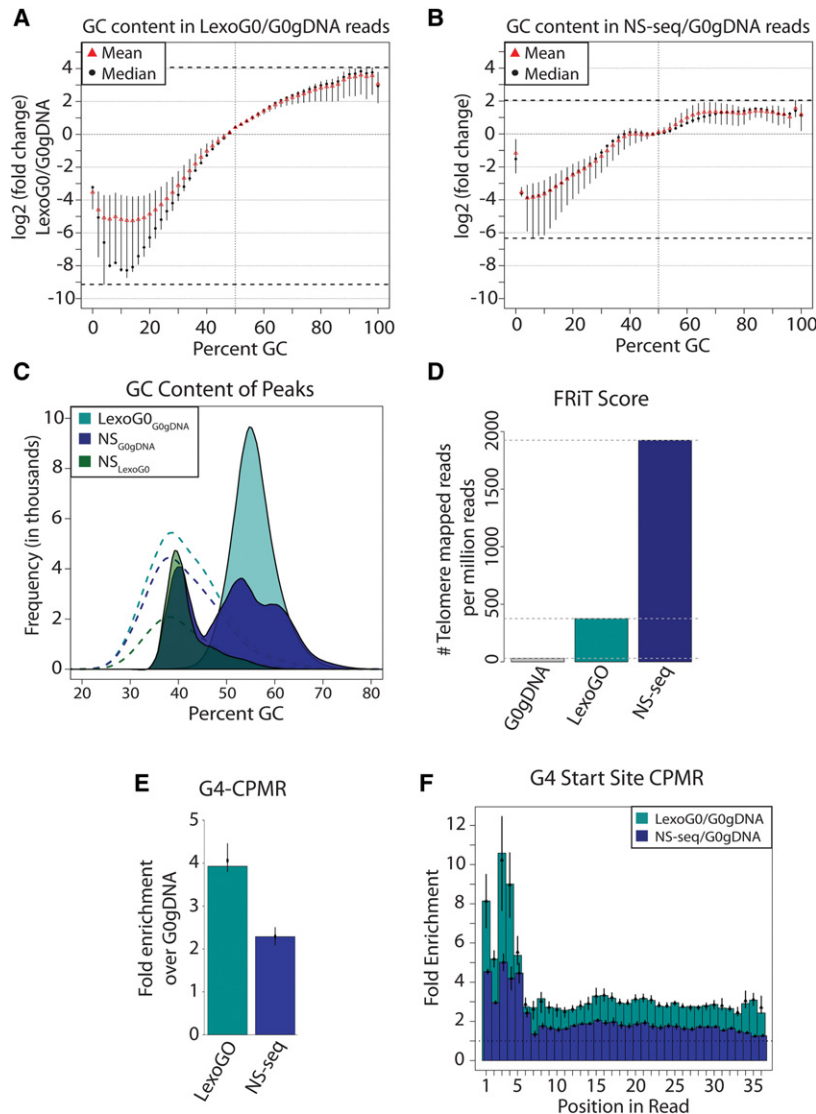 A
GC content in LexoG0/G0gDNA reads
Mean
Median
log2 (fold change)
LexoG0/G0gDNA
4
2
0
-2
-4
-6
-8
-10
0 20 40 60 80 100
Percent GC
B
GC content in NS-seq/G0gDNA reads
Mean
Median
log2 (fold change)
4
2
0
-2
-4
-6
-8
-10
0 20 40 60 80 100
Percent GC
C
GC Content of Peaks
LexoG0G0gDNA
NSG0gDNA
NSLexoG0
Frequency (in thousands)
10
8
6
4
2
0
20 30 40 50 60 70 80
Percent GC
D
FRiT Score
# Telomere mapped reads
per million reads
2000
1500
1000
500
0
G0gDNA
LexoGO
NS-seq
E
G4-CPMR
Fold enrichment
over G0gDNA
5
4
3
2
1
0
LexoGO
NS-seq
F
G4 Start Site CPMR
LexoG0/G0gDNA
NS-seq/G0gDNA
Fold Enrichment
12
10
8
6
4
2
0
1 5 10 15 20 25 30 35
Position in Read